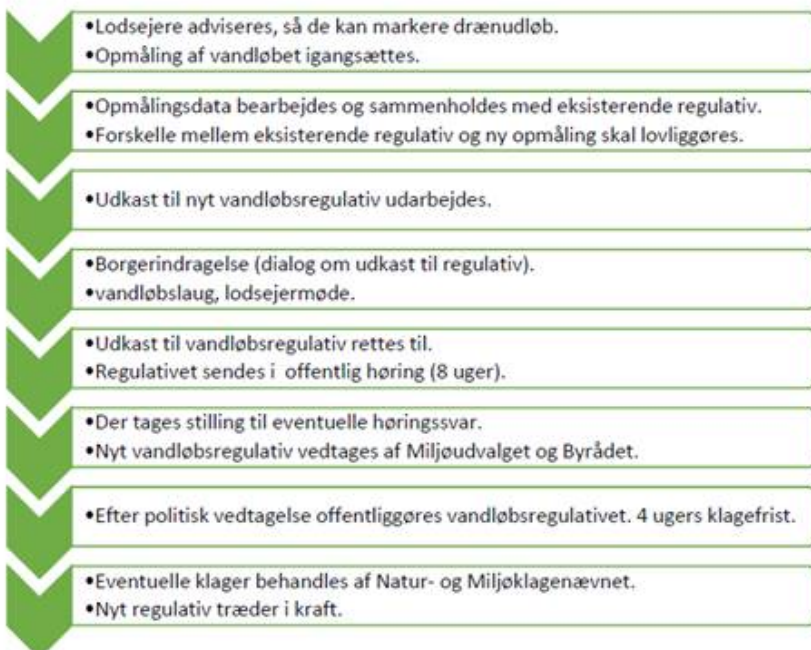 •Lodsejere adviseres, så de kan markere drænudløb.
•Opmåling af vandløbet igangsættes.
•Opmålingsdata bearbejdes og sammenholdes med eksisterende regulativ.
•Forskelle mellem eksisterende regulativ og ny opmåling skal lovliggøres.
•Udkast til nyt vandløbsregulativ udarbejdes.
•Borgerindragelse (dialog om udkast til regulativ).
•vandløbslaug, lodsejermøde.
•Udkast til vandløbsregulativ rettes til.
•Regulativet sendes i offentlig høring (8 uger).
•Der tages stilling til eventuelle høringssvar.
•Nyt vandløbsregulativ vedtages af Miljøudvalget og Byrådet.
•Efter politisk vedtagelse offentliggøres vandløbsregulativet. 4 ugers klagefrist.
•Eventuelle klager behandles af Natur- og Miljøklagenævnet.
•Nyt regulativ træder i kraft.